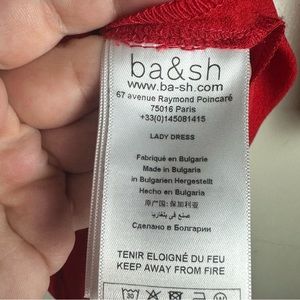 ba&sh
www.ba-sh.com
67 avenue Raymond Poincaré
75016 Paris
+33(0)145081415
LADY DRESS
Fabriqué en Bulgarie
Made in Bulgaria
in Bulgarien Hergestellt
Hecho en Bulgaria
原产国: 保加利亚
صنع في بلغاريا
Сделано в Болгарии
TENIR ELOIGNÉ DU FEU
KEEP AWAY FROM FIRE
30